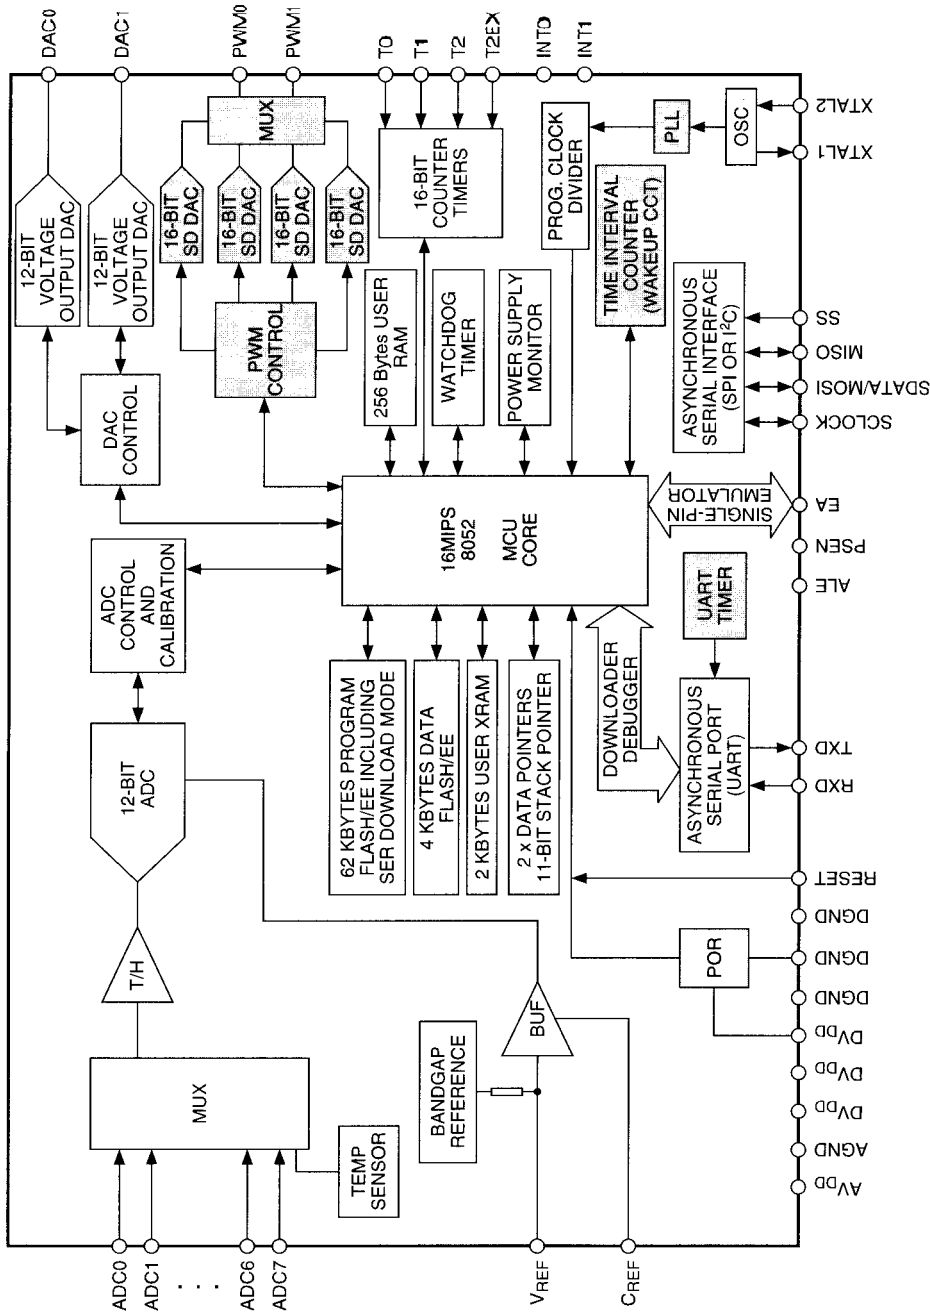 ADC0
ADC1
. . .
ADC6
ADC7
MUX
TEMP
SENSOR
T/H
12-BIT
ADC
ADC
CONTROL
AND
CALIBRATION
DAC
CONTROL
12-BIT
VOLTAGE
OUTPUT DAC
DAC0
12-BIT
VOLTAGE
OUTPUT DAC
DAC1
PWM
CONTROL
16-BIT
SD DAC
16-BIT
SD DAC
16-BIT
SD DAC
16-BIT
SD DAC
MUX
PWM0
PWM1
VREF
CREF
BANDGAP
REFERENCE
BUF
62 KBYTES PROGRAM
FLASH/EE INCLUDING
SER DOWNLOAD MODE
4 KBYTES DATA
FLASH/EE
2 KBYTES USER XRAM
2 x DATA POINTERS
11-BIT STACK POINTER
16MIPS
8052
MCU
CORE
256 Bytes USER
RAM
WATCHDOG
TIMER
POWER SUPPLY
MONITOR
16-BIT
COUNTER
TIMERS
T0
T1
T2
T2EX
INT0
INT1
PROG. CLOCK
DIVIDER
TIME INTERVAL
COUNTER
(WAKEUP CCT)
PLL
OSC
DOWNLOADER
DEBUGGER
POR
ASYNCHRONOUS
SERIAL PORT
(UART)
UART
TIMER
SINGLE-PIN
EMULATOR
ASYNCHRONOUS
SERIAL INTERFACE
(SPI OR I2C)
AVDD
AGND
DVDD
DVDD
DVDD
DGND
DGND
DGND
RESET
RXD
TXD
ALE
PSEN
EA
SCLOCK
SDATA/MOSI
MISO
SS
XTAL1
XTAL2